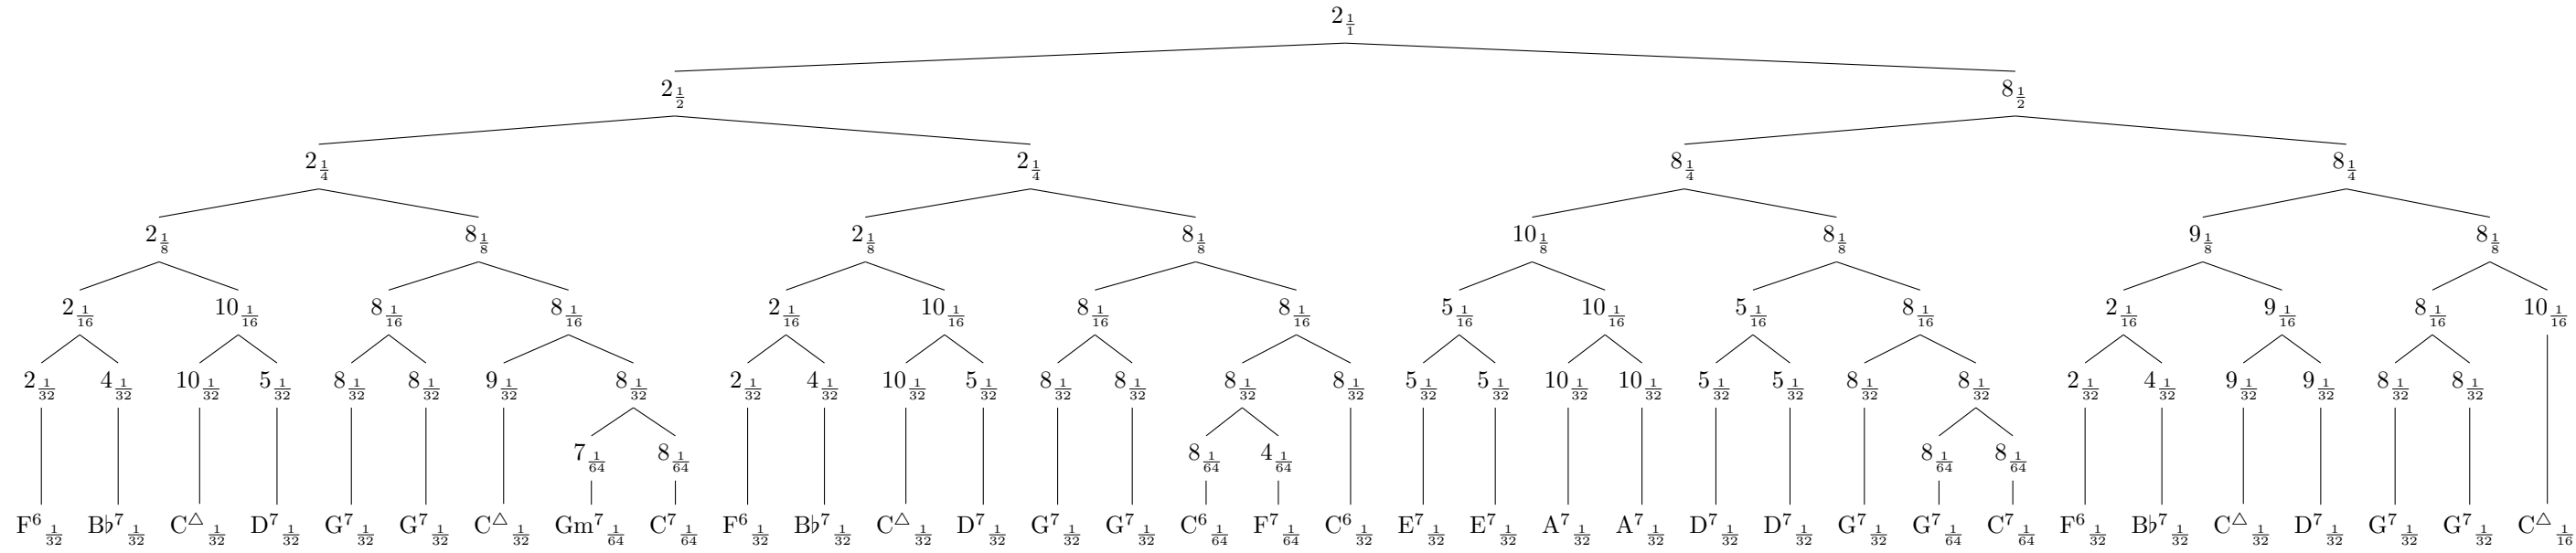 2 1/1
2 1/2 8 1/2
2 1/4 2 1/4 8 1/4 8 1/4
2 1/8 8 1/8 2 1/8 8 1/8 10 1/8 8 1/8 9 1/8 8 1/8
2 1/16 10 1/16 8 1/16 8 1/16 2 1/16 10 1/16 8 1/16 8 1/16 5 1/16 10 1/16 5 1/16 8 1/16 2 1/16 9 1/16 8 1/16 10 1/16
2 1/32 4 1/32 10 1/32 5 1/32 8 1/32 8 1/32 9 1/32 8 1/32 2 1/32 4 1/32 10 1/32 5 1/32 8 1/32 8 1/32 8 1/32 8 1/32 5 1/32 5 1/32 10 1/32 10 1/32 5 1/32 5 1/32 8 1/32 8 1/32 2 1/32 4 1/32 9 1/32 9 1/32 8 1/32 8 1/32
7 1/64 8 1/64 8 1/64 4 1/64 8 1/64 8 1/64
F⁶ 1/32 B♭⁷ 1/32 C△ 1/32 D⁷ 1/32 G⁷ 1/32 G⁷ 1/32 C△ 1/32 Gm⁷ 1/64 C⁷ 1/64 F⁶ 1/32 B♭⁷ 1/32 C△ 1/32 D⁷ 1/32 G⁷ 1/32 G⁷ 1/32 C⁶ 1/64 F⁷ 1/64 C⁶ 1/32 E⁷ 1/32 E⁷ 1/32 A⁷ 1/32 A⁷ 1/32 D⁷ 1/32 D⁷ 1/32 G⁷ 1/32 G⁷ 1/64 C⁷ 1/64 F⁶ 1/32 B♭⁷ 1/32 C△ 1/32 D⁷ 1/32 G⁷ 1/32 G⁷ 1/32 C△ 1/16